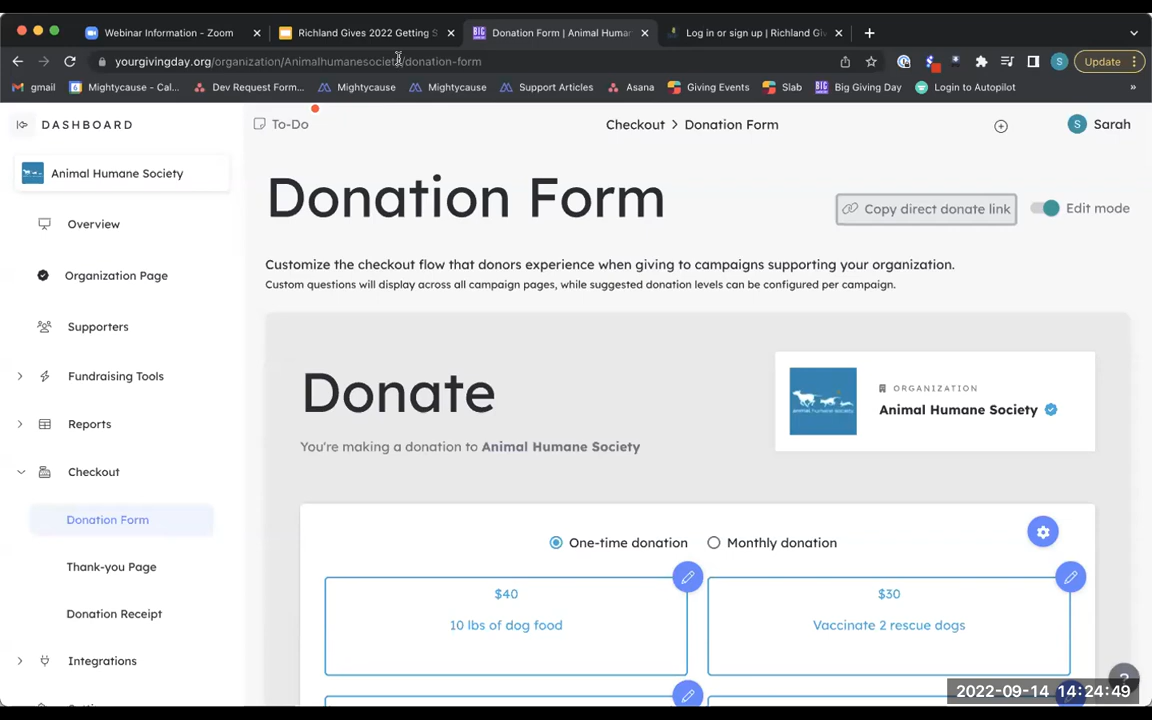 Webinar Information - Zoom
Richland Gives 2022 Getting S
Donation Form | Animal Humar
Log in or sign up | Richland Giv
yourgivingday.org/organization/Animalhumanesociety/donation-form
Update
gmail
Mightycause - Cal...
Dev Request Form...
Mightycause
Mightycause
Support Articles
Asana
Giving Events
Slab
Big Giving Day
Login to Autopilot
DASHBOARD
To-Do
Checkout > Donation Form
S Sarah
Animal Humane Society
Overview
Organization Page
Supporters
Fundraising Tools
Reports
Checkout
Donation Form
Thank-you Page
Donation Receipt
Integrations
Donation Form
Copy direct donate link
Edit mode
Customize the checkout flow that donors experience when giving to campaigns supporting your organization.
Custom questions will display across all campaign pages, while suggested donation levels can be configured per campaign.
Donate
You're making a donation to Animal Humane Society
animal humane society
ORGANIZATION
Animal Humane Society
One-time donation
Monthly donation
$40
10 lbs of dog food
$30
Vaccinate 2 rescue dogs
2022-09-14 14:24:49